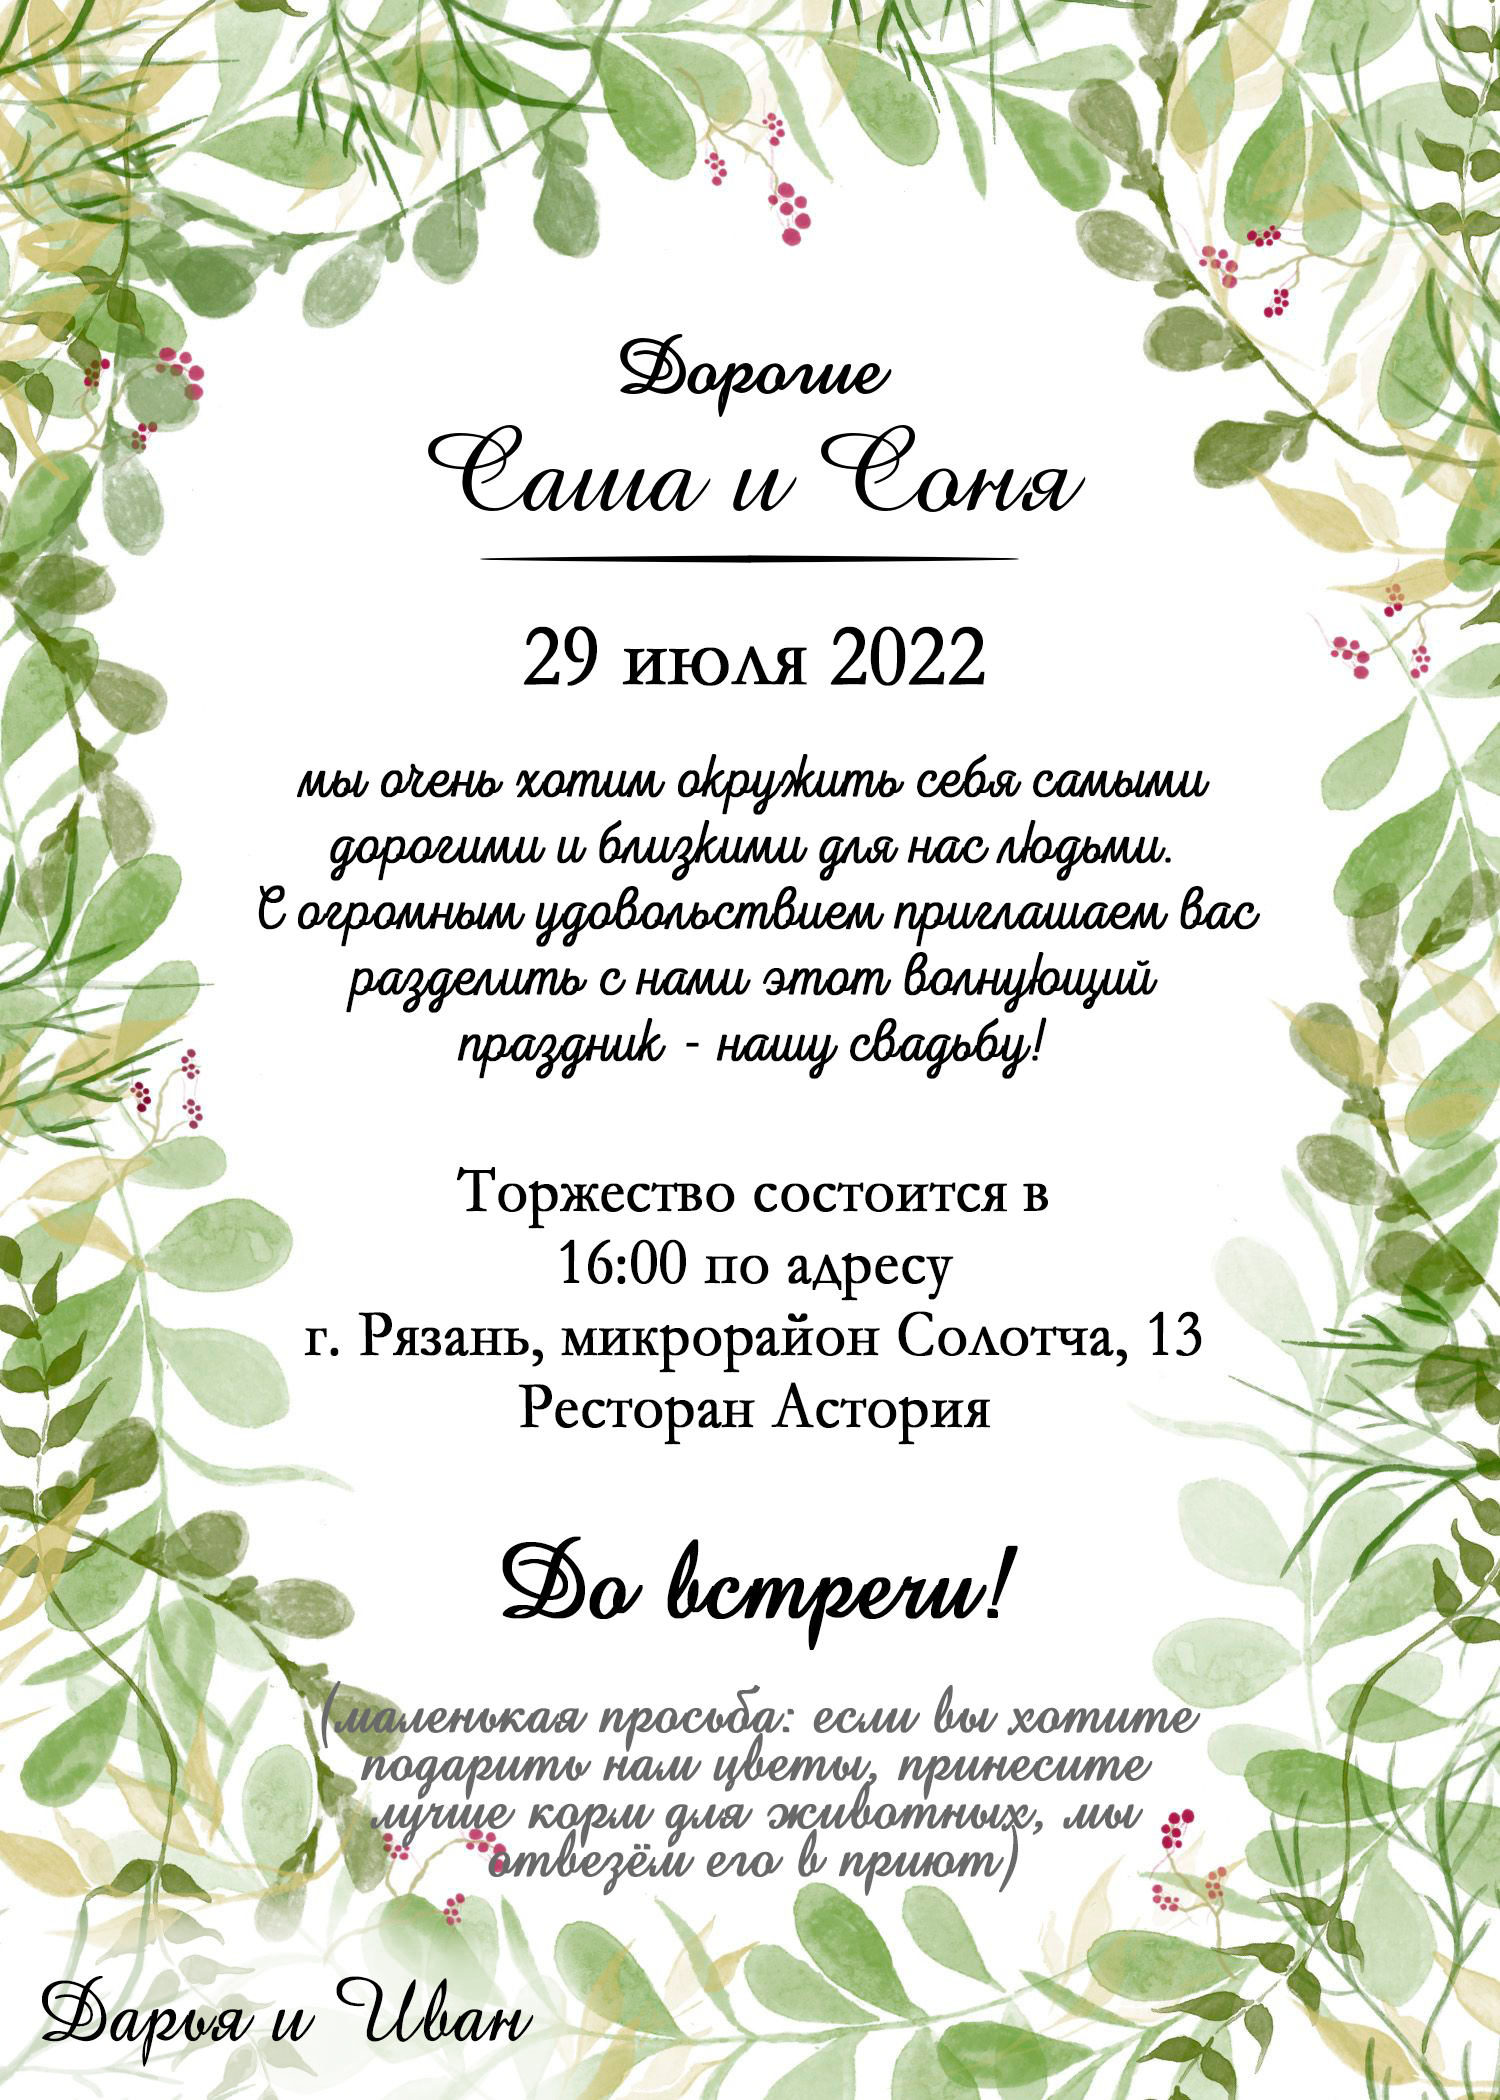 Дорогие
Саша и Соня
29 июля 2022
мы очень хотим окружить себя самыми
дорогими и близкими для нас людьми.
С огромным удовольствием приглашаем вас
разделить с нами этот волнующий
праздник - нашу свадьбу!
Торжество состоится в
16:00 по адресу
г. Рязань, микрорайон Солотча, 13
Ресторан Астория
До встречи!
(маленькая просьба: если вы хотите
подарить нам цветы, принесите
лучше корм для животных, мы
отвезём его в приют)
Дарья и Иван